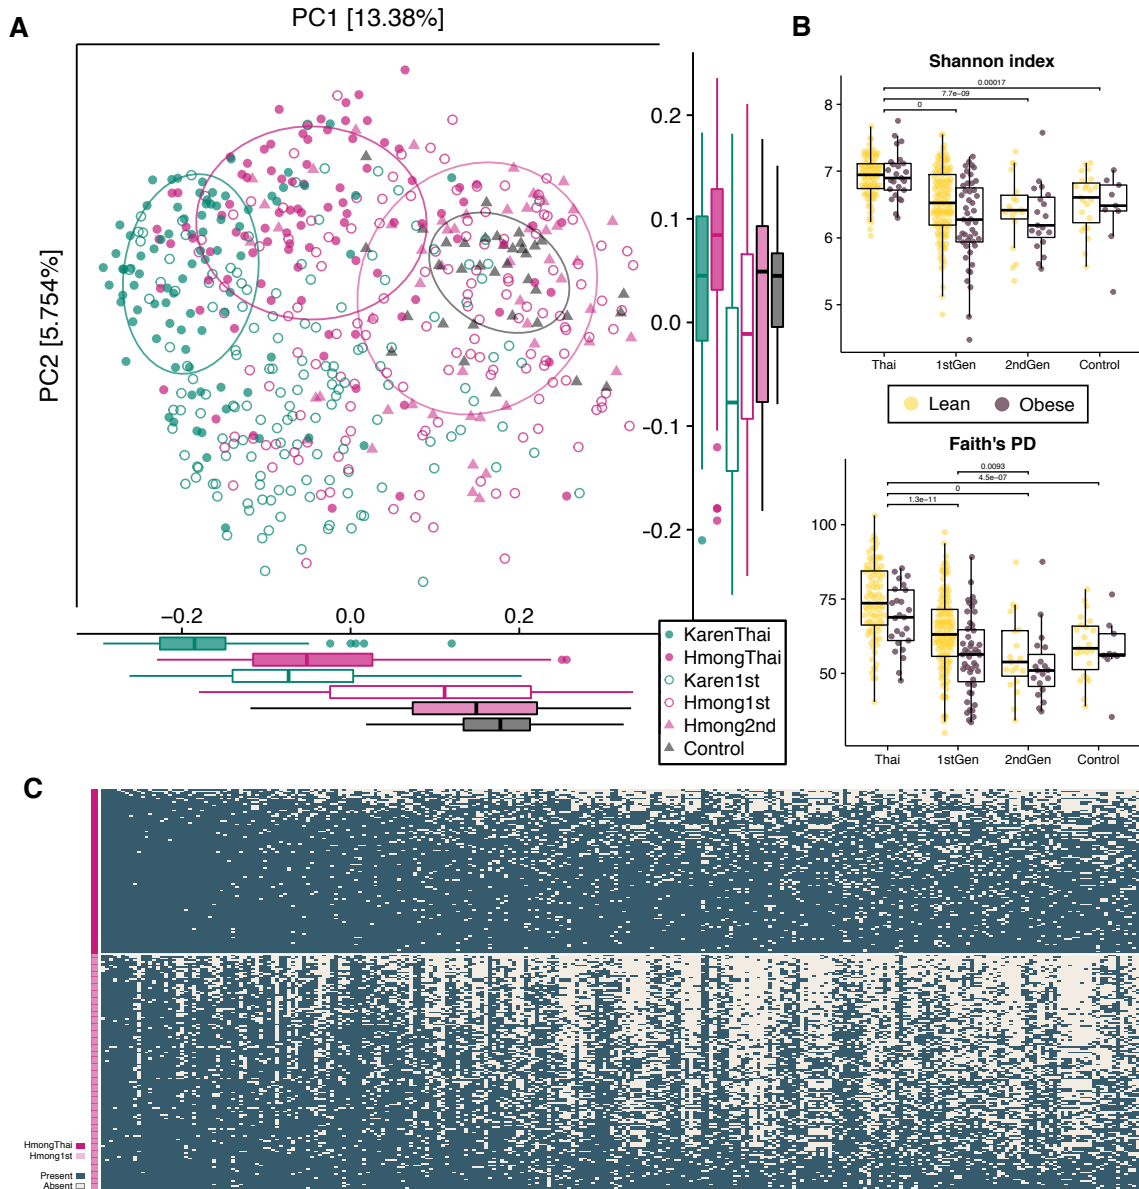 A
PC1 [13.38%]
PC2 [5.754%]
0.2
0.1
0.0
-0.1
-0.2
−0.2
0.0
0.2
KarenThai
HmongThai
Karen1st
Hmong1st
Hmong2nd
Control
B
Shannon index
0.00017
7.7e−09
0
8
7
6
5
Thai
1stGen
2ndGen
Control
Lean
Obese
Faith's PD
0.0093
4.5e−07
0
1.3e−11
100
75
50
Thai
1stGen
2ndGen
Control
C
HmongThai
Hmong1st
Present
Absent